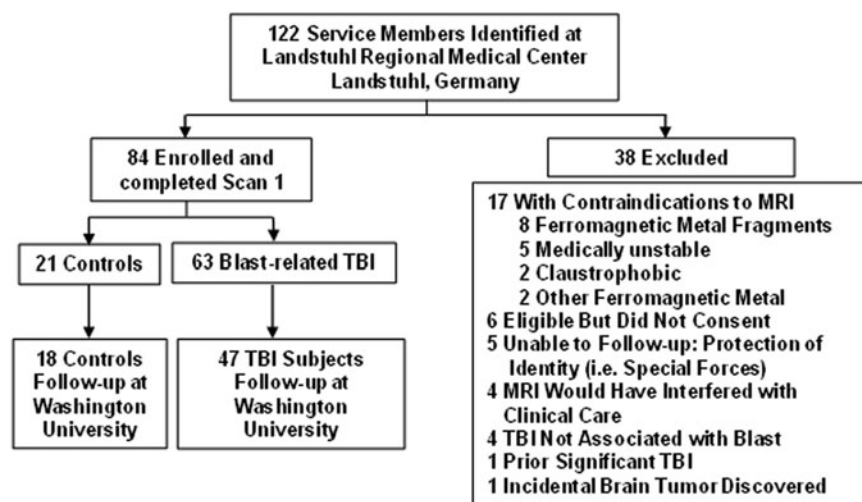 122 Service Members Identified at
Landstuhl Regional Medical Center
Landstuhl, Germany
84 Enrolled and
completed Scan 1
38 Excluded
21 Controls
63 Blast-related TBI
18 Controls
Follow-up at
Washington
University
47 TBI Subjects
Follow-up at
Washington
University
17 With Contraindications to MRI
8 Ferromagnetic Metal Fragments
5 Medically unstable
2 Claustrophobic
2 Other Ferromagnetic Metal
6 Eligible But Did Not Consent
5 Unable to Follow-up: Protection of
Identity (i.e. Special Forces)
4 MRI Would Have Interfered with
Clinical Care
4 TBI Not Associated with Blast
1 Prior Significant TBI
1 Incidental Brain Tumor Discovered